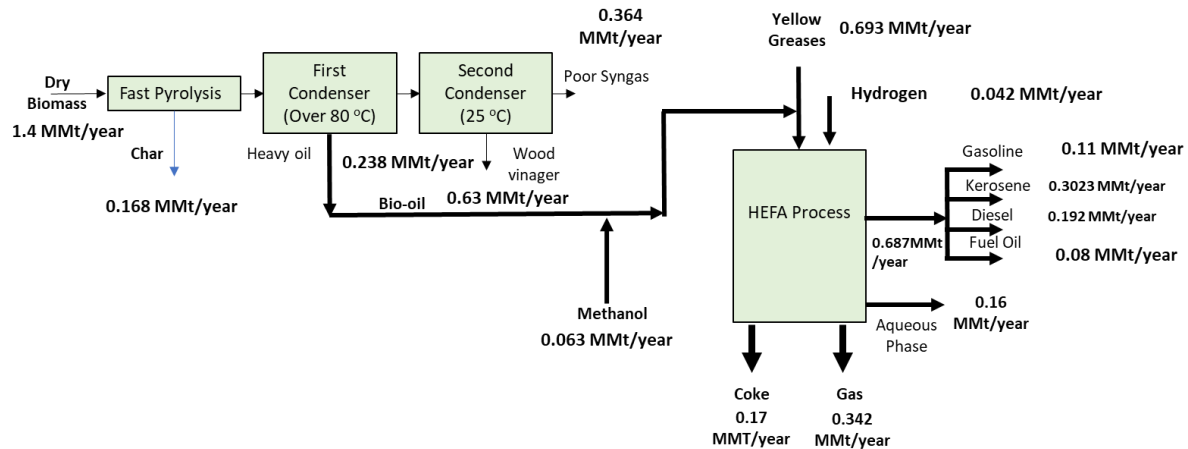 0.364
MMt/year
Yellow
Greases
0.693 MMt/year
Dry
Biomass
1.4 MMt/year
Fast Pyrolysis
First
Condenser
(Over 80 °C)
Second
Condenser
(25 °C)
Poor Syngas
Hydrogen
0.042 MMt/year
Char
0.168 MMt/year
Heavy oil
0.238 MMt/year
Wood
vinager
0.63 MMt/year
Bio-oil
Methanol
0.063 MMt/year
HEFA Process
0.687MMt
/year
Gasoline
0.11 MMt/year
Kerosene
0.3023 MMt/year
Diesel
0.192 MMt/year
Fuel Oil
0.08 MMt/year
Aqueous
Phase
0.16
MMt/year
Coke
0.17
MMT/year
Gas
0.342
MMt/year